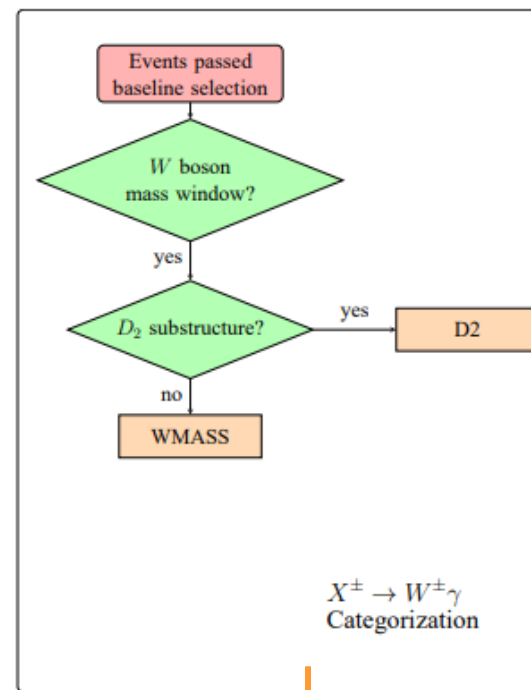 Events passed
baseline selection
W boson
mass window?
yes
D₂ substructure?
yes
D2
no
WMASS
X± → W±γ
Categorization